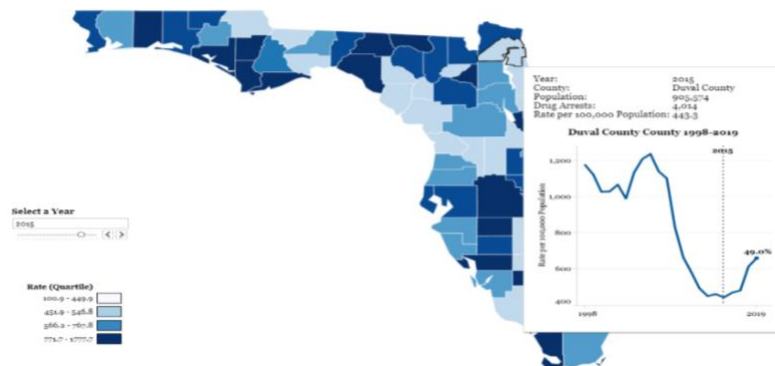 Year: 2015
County: Duval County
Population: 905,574
Drug Arrests: 4,014
Rate per 100,000 Population: 443.3
Duval County County 1998-2019
2015
1,200
1,000
800
600
400
Rate per 100,000 Population
49.0%
1998
2019
Select a Year
2015
Rate (Quartile)
100.9 - 449.9
451.9 - 548.8
566.2 - 767.8
771.7 - 1777.7